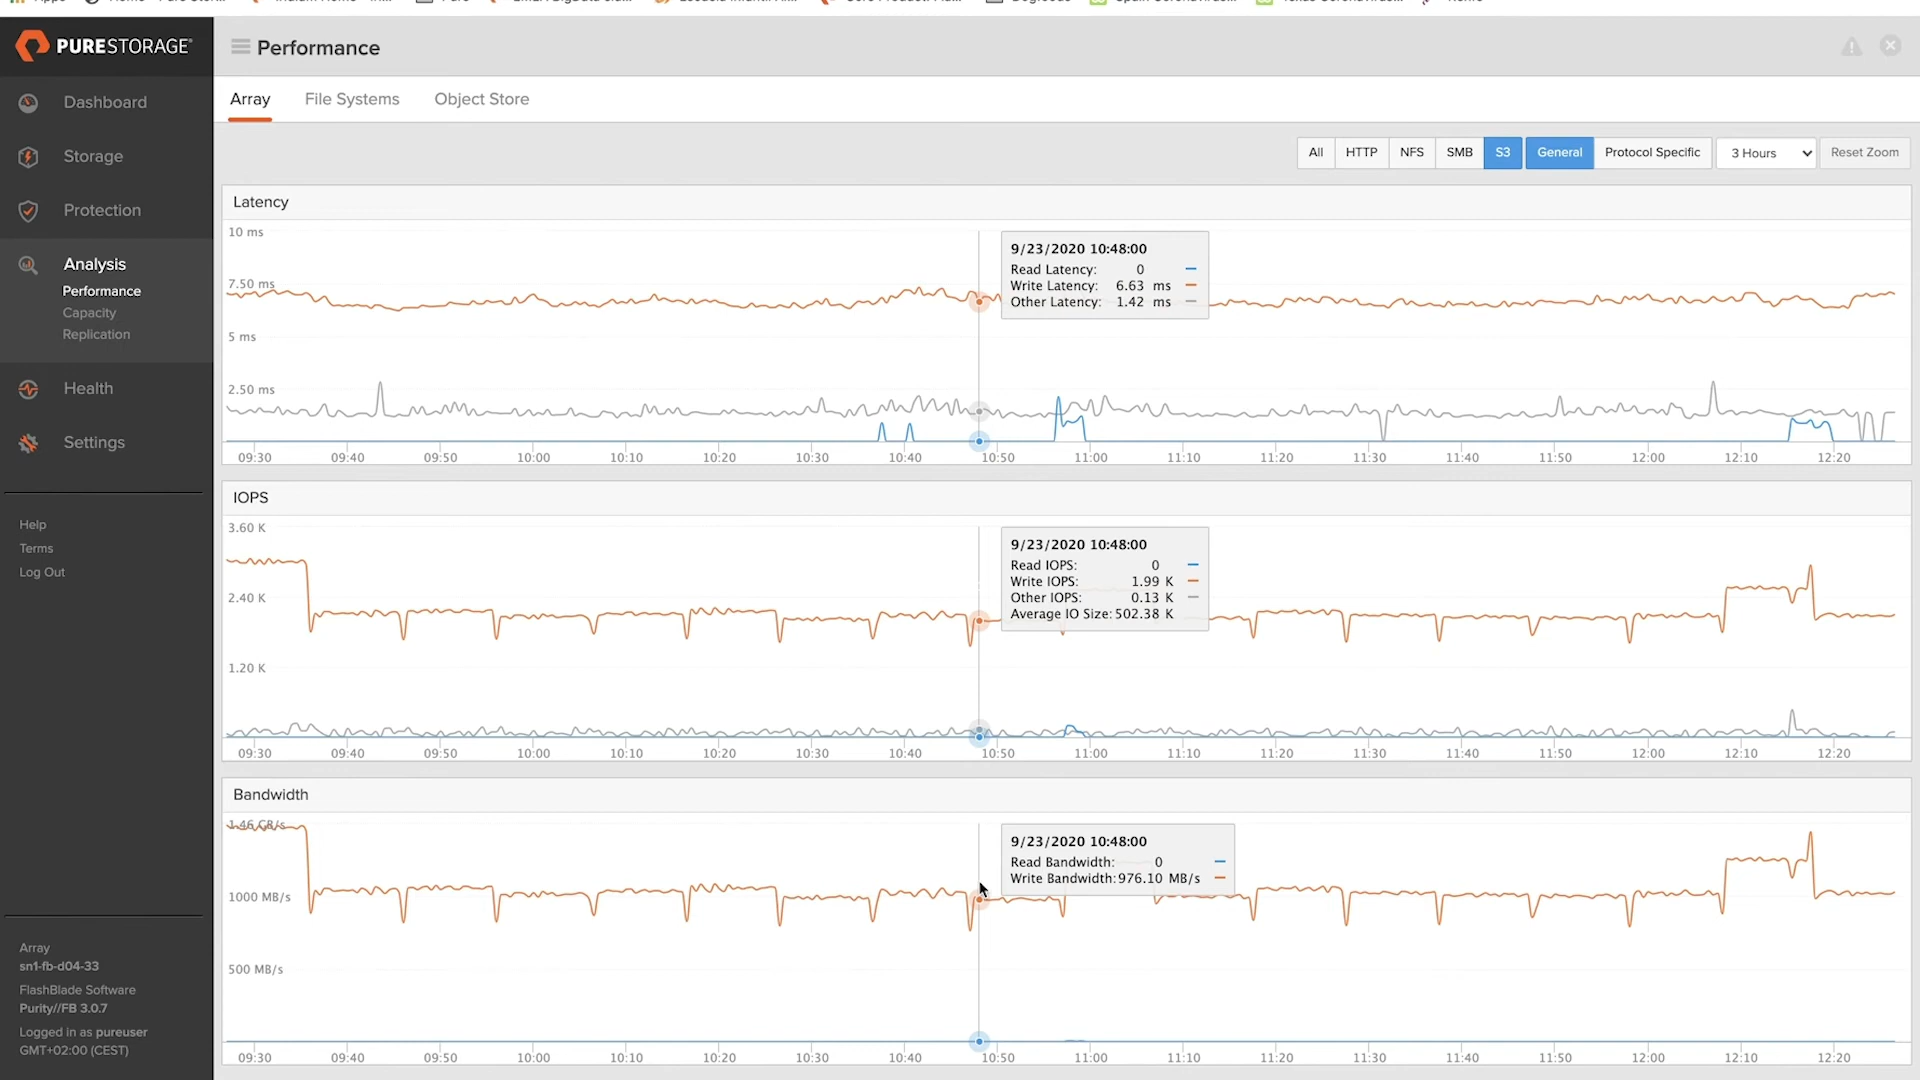 Apps
PURESTORAGE
Performance
Dashboard
Storage
Protection
Analysis
Performance
Capacity
Replication
Health
Settings
Help
Terms
Log Out
Array
sn1-fb-d04-33
FlashBlade Software
Purity//FB 3.0.7
Logged in as pureuser
GMT+02:00 (CEST)
Array File Systems Object Store
All HTTP NFS SMB S3 General Protocol Specific 3 Hours Reset Zoom
Latency
10 ms
7.50 ms
5 ms
2.50 ms
9/23/2020 10:48:00
Read Latency: 0
Write Latency: 6.63 ms
Other Latency: 1.42 ms
09:30 09:40 09:50 10:00 10:10 10:20 10:30 10:40 10:50 11:00 11:10 11:20 11:30 11:40 11:50 12:00 12:10 12:20
IOPS
3.60 K
2.40 K
1.20 K
9/23/2020 10:48:00
Read IOPS: 0
Write IOPS: 1.99 K
Other IOPS: 0.13 K
Average IO Size: 502.38 K
09:30 09:40 09:50 10:00 10:10 10:20 10:30 10:40 10:50 11:00 11:10 11:20 11:30 11:40 11:50 12:00 12:10 12:20
Bandwidth
1.46 GB/s
1000 MB/s
500 MB/s
9/23/2020 10:48:00
Read Bandwidth: 0
Write Bandwidth: 976.10 MB/s
09:30 09:40 09:50 10:00 10:10 10:20 10:30 10:40 10:50 11:00 11:10 11:20 11:30 11:40 11:50 12:00 12:10 12:20